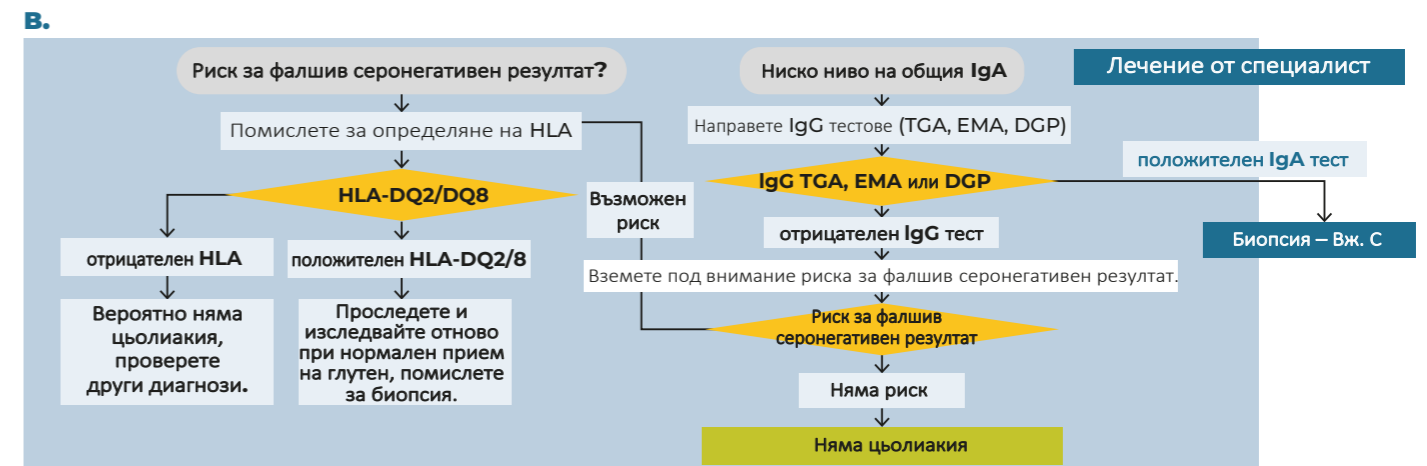 В.
Риск за фалшив серонегативен резултат?
Помислете за определяне на HLA
HLA-DQ2/DQ8
отрицателен HLA
положителен HLA-DQ2/8
Вероятно няма
цьолиакия,
проверете
други диагнози.
Проследете и
изследвайте отново
при нормален прием
на глутен, помислете
за биопсия.
Възможен
риск
Ниско ниво на общия IgA
Направете IgG тестове (TGA, EMA, DGP)
IgG TGA, EMA или DGP
отрицателен IgG тест
Вземете под внимание риска за фалшив серонегативен резултат.
Риск за фалшив
серонегативен резултат
Няма риск
Няма цьолиакия
Лечение от специалист
положителен IgA тест
Биопсия – Вж. С